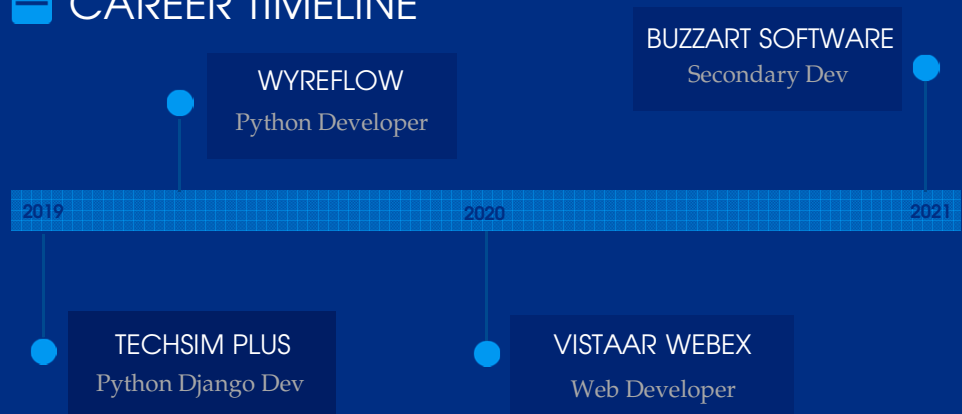 CAREER TIMELINE
BUZZART SOFTWARE
Secondary Dev
WYREFLOW
Python Developer
2019
2020
2021
TECHSIM PLUS
Python Django Dev
VISTAAR WEBEX
Web Developer